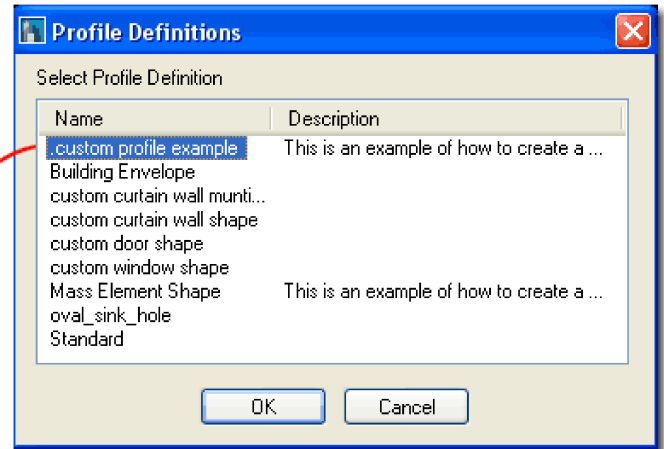 Profile Definitions
Select Profile Definition
Name Description
.custom profile example This is an example of how to create a ...
Building Envelope
custom curtain wall munti...
custom curtain wall shape
custom door shape
custom window shape
Mass Element Shape This is an example of how to create a ...
oval_sink_hole
Standard
OK Cancel